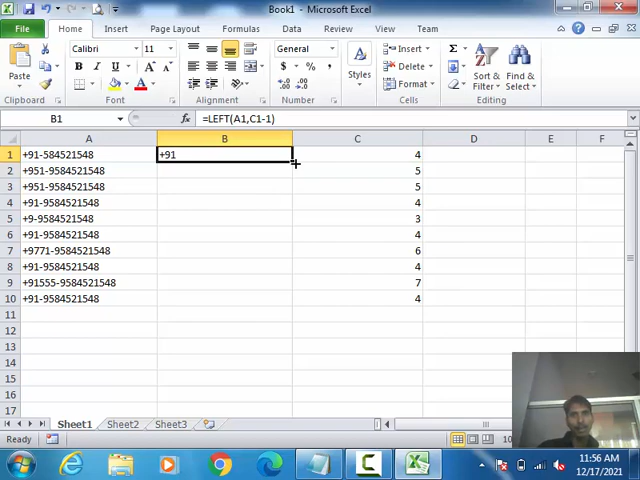 Book1 - Microsoft Excel
File Home Insert Page Layout Formulas Data Review View Team
Paste
Calibri 11
B I U
A A
General
$ % ,
Styles
Insert
Delete
Format
Σ
Sort & Filter
Find & Select
Clipboard Font Alignment Number Cells Editing
B1 fx =LEFT(A1,C1-1)
A B C D E F
1 +91-584521548 +91 4
2 +951-9584521548 5
3 +951-9584521548 5
4 +91-9584521548 4
5 +9-9584521548 3
6 +91-9584521548 4
7 +9771-9584521548 6
8 +91-9584521548 4
9 +91555-9584521548 7
10 +91-9584521548 4
11
12
13
14
15
16
17
Sheet1 Sheet2 Sheet3
Ready 10
11:56 AM
12/17/2021